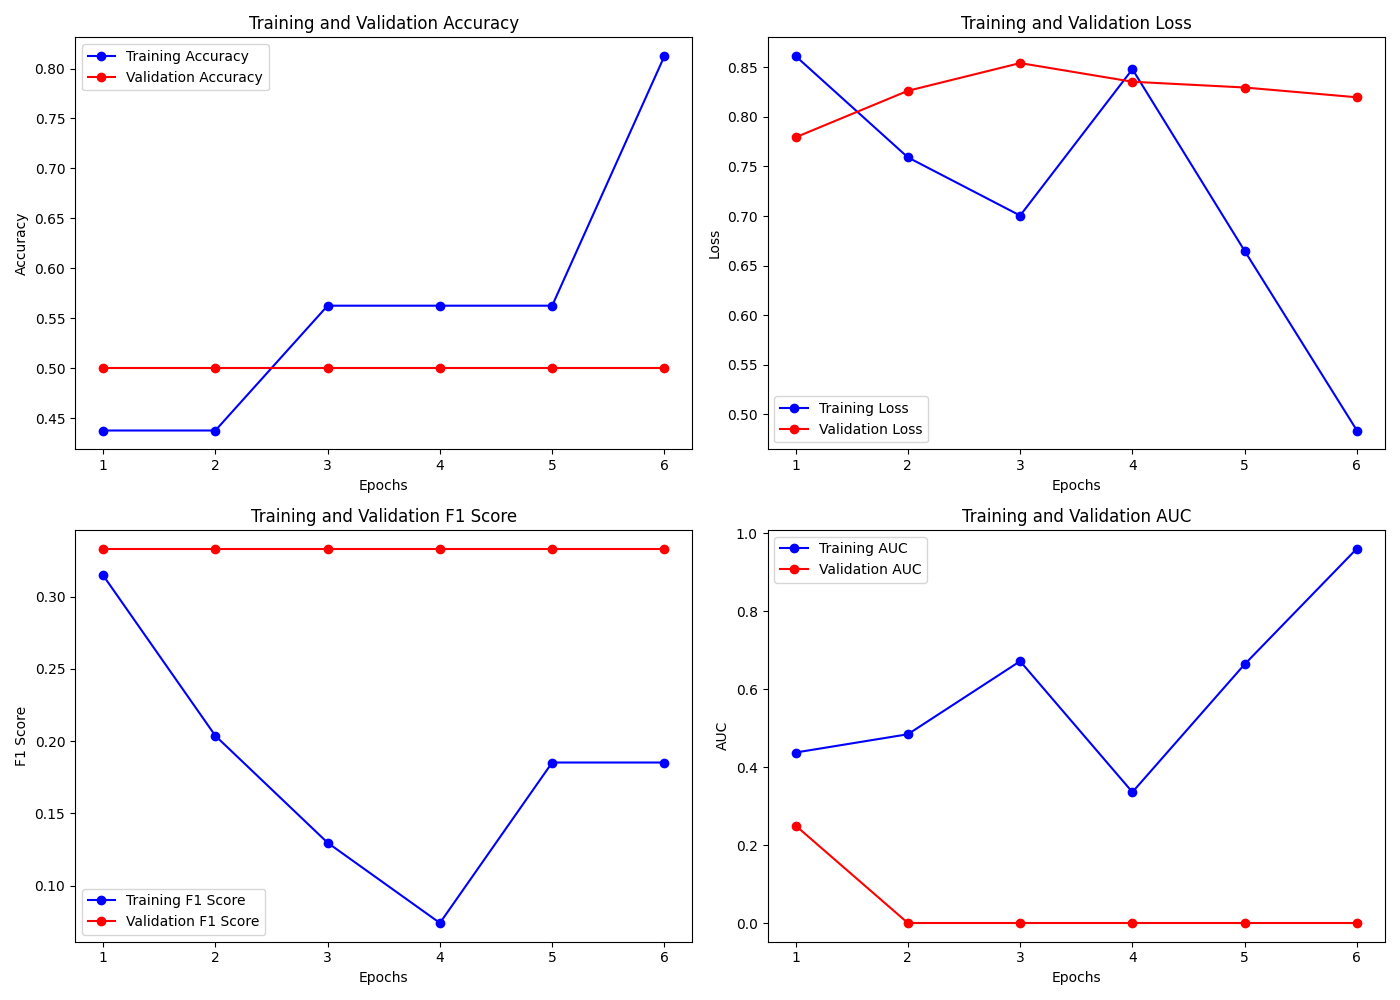 Training and Validation Accuracy
Training Accuracy
Validation Accuracy
0.80
0.75
0.70
0.65
0.60
0.55
0.50
0.45
Accuracy
1 2 3 4 5 6
Epochs
Training and Validation Loss
0.85
0.80
0.75
0.70
0.65
0.60
0.55
0.50
Loss
Training Loss
Validation Loss
1 2 3 4 5 6
Epochs
Training and Validation F1 Score
0.30
0.25
0.20
0.15
0.10
F1 Score
Training F1 Score
Validation F1 Score
1 2 3 4 5 6
Epochs
Training and Validation AUC
Training AUC
Validation AUC
1.0
0.8
0.6
0.4
0.2
0.0
AUC
1 2 3 4 5 6
Epochs